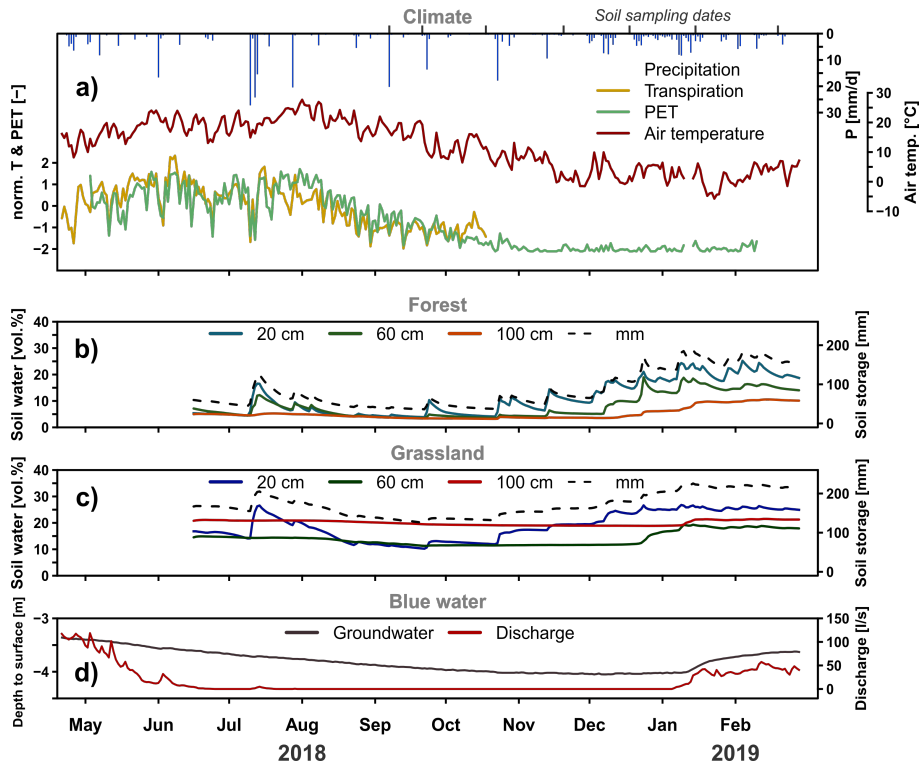 Climate
Soil sampling dates
a)
norm. T & PET [−]
2
1
0
−1
−2
Precipitation
Transpiration
PET
Air temperature
0
10
20
30
P [mm/d]
30
20
10
0
−10
Air temp. [°C]
Forest
b)
Soil water [vol.%]
40
30
20
10
0
20 cm
60 cm
100 cm
mm
200
100
0
Soil storage [mm]
Grassland
c)
Soil water [vol.%]
40
30
20
10
0
20 cm
60 cm
100 cm
mm
200
100
0
Soil storage [mm]
Blue water
d)
Depth to surface [m]
−3
−4
Groundwater
Discharge
150
100
50
0
Discharge [l/s]
May Jun Jul Aug Sep Oct Nov Dec Jan Feb
2018 2019